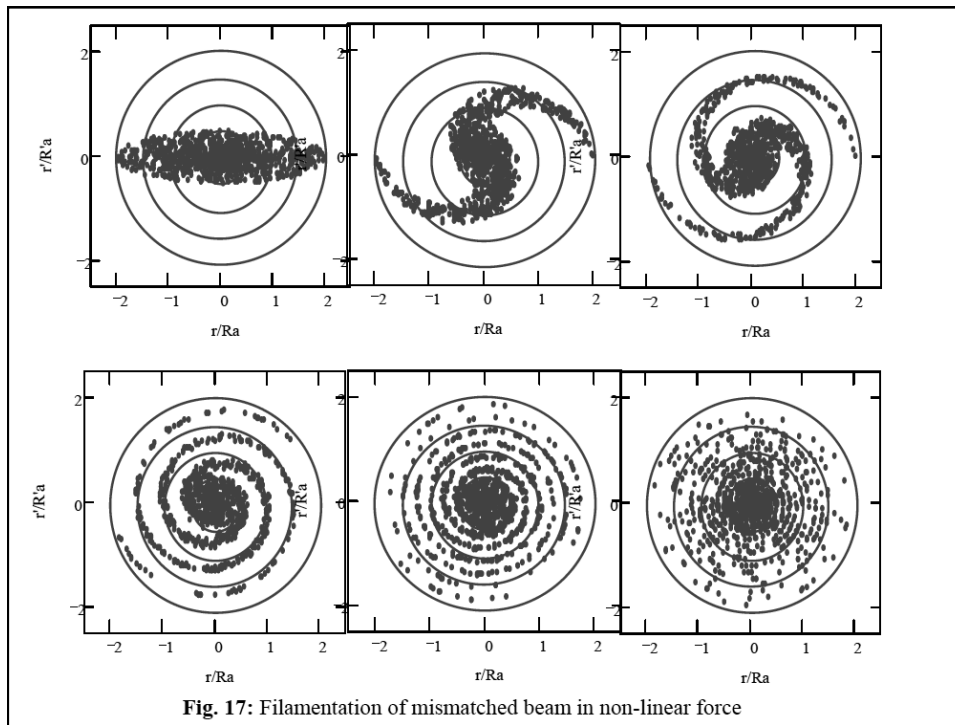 2 2 2
r'/R'a 0 r'/R'a 0 r'/R'a 0
−2 −2 −2
−2 −1 0 1 2 −2 −1 0 1 2 −2 −1 0 1 2
r/Ra r/Ra r/Ra
2 2 2
r'/R'a 0 r'/R'a 0 r'/R'a 0
−2 −2 −2
−2 −1 0 1 2 −2 −1 0 1 2 −2 −1 0 1 2
r/Ra r/Ra r/Ra
Fig. 17: Filamentation of mismatched beam in non-linear force